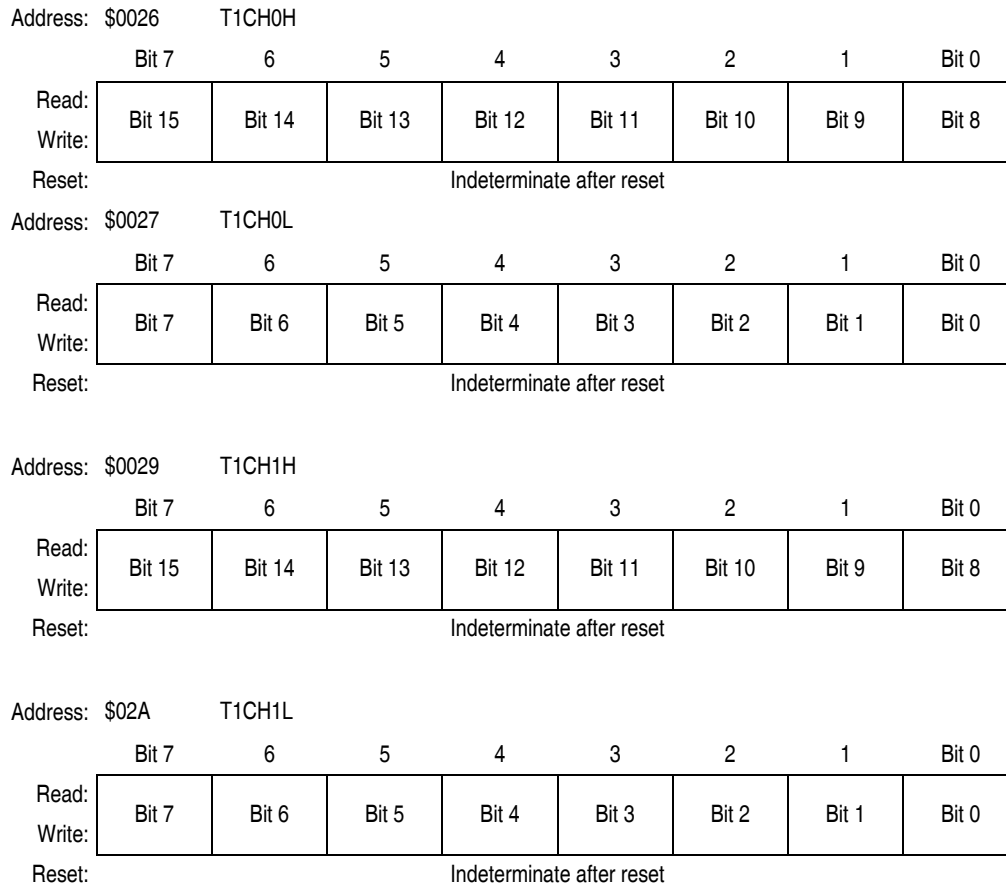 Address: $0026 T1CH0H
Bit 7 6 5 4 3 2 1 Bit 0
Read:
Bit 15 Bit 14 Bit 13 Bit 12 Bit 11 Bit 10 Bit 9 Bit 8
Write:
Reset: Indeterminate after reset
Address: $0027 T1CH0L
Bit 7 6 5 4 3 2 1 Bit 0
Read:
Bit 7 Bit 6 Bit 5 Bit 4 Bit 3 Bit 2 Bit 1 Bit 0
Write:
Reset: Indeterminate after reset
Address: $0029 T1CH1H
Bit 7 6 5 4 3 2 1 Bit 0
Read:
Bit 15 Bit 14 Bit 13 Bit 12 Bit 11 Bit 10 Bit 9 Bit 8
Write:
Reset: Indeterminate after reset
Address: $02A T1CH1L
Bit 7 6 5 4 3 2 1 Bit 0
Read:
Bit 7 Bit 6 Bit 5 Bit 4 Bit 3 Bit 2 Bit 1 Bit 0
Write:
Reset: Indeterminate after reset